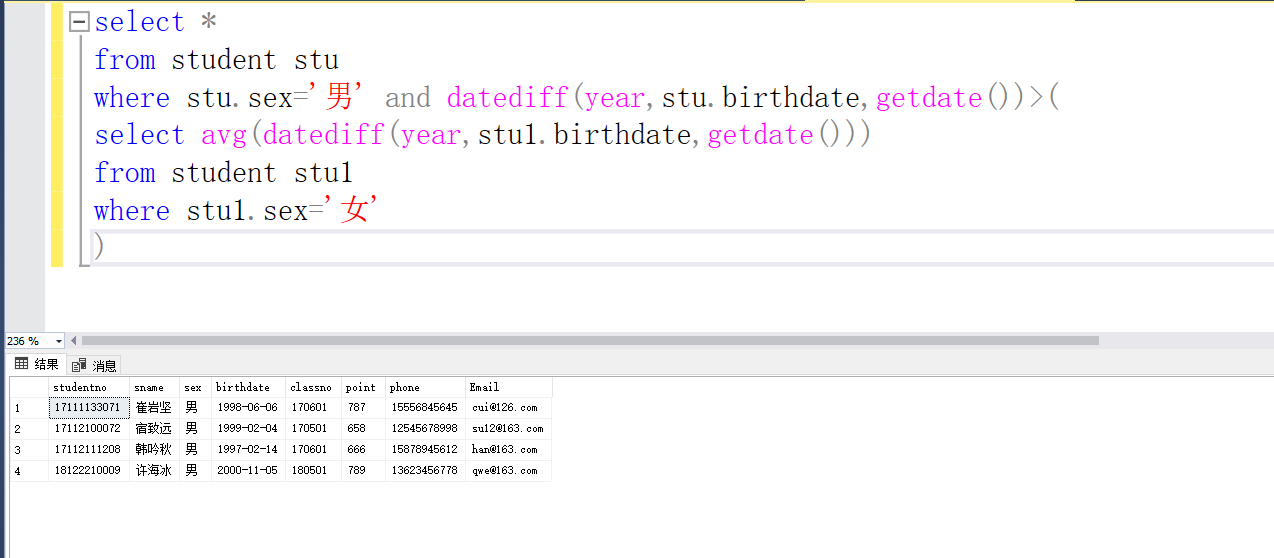 select *
from student stu
where stu.sex='男' and datediff(year,stu.birthdate,getdate())>(
select avg(datediff(year,stu1.birthdate,getdate()))
from student stu1
where stu1.sex='女'
)
236 %
结果 消息
studentno sname sex birthdate classno point phone Email
1 17111133071 崔岩坚 男 1998-06-06 170601 787 15556845645 cui@126.com
2 17112100072 宿致远 男 1999-02-04 170501 658 12545678998 su12@163.com
3 17112111208 韩吟秋 男 1997-02-14 170601 666 15878945612 han@163.com
4 18122210009 许海冰 男 2000-11-05 180501 789 13623456778 qwe@163.com